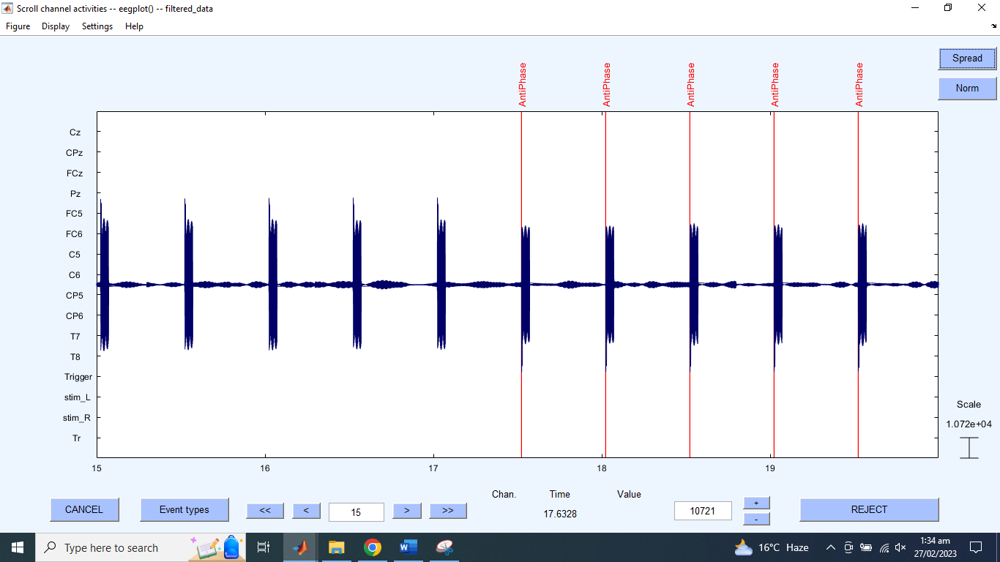 Scroll channel activities -- eegplot() -- filtered_data
Figure Display Settings Help
Spread
Norm
AntiPhase AntiPhase AntiPhase AntiPhase AntiPhase
Cz
CPz
FCz
Pz
FC5
FC6
C5
C6
CP5
CP6
T7
T8
Trigger
stim_L
stim_R
Tr
Scale
1.072e+04
15 16 17 18 19
Chan. Time Value
17.6328
CANCEL Event types << < 15 > >> 10721 + - REJECT
Type here to search
16°C Haze
1:34 am
27/02/2023